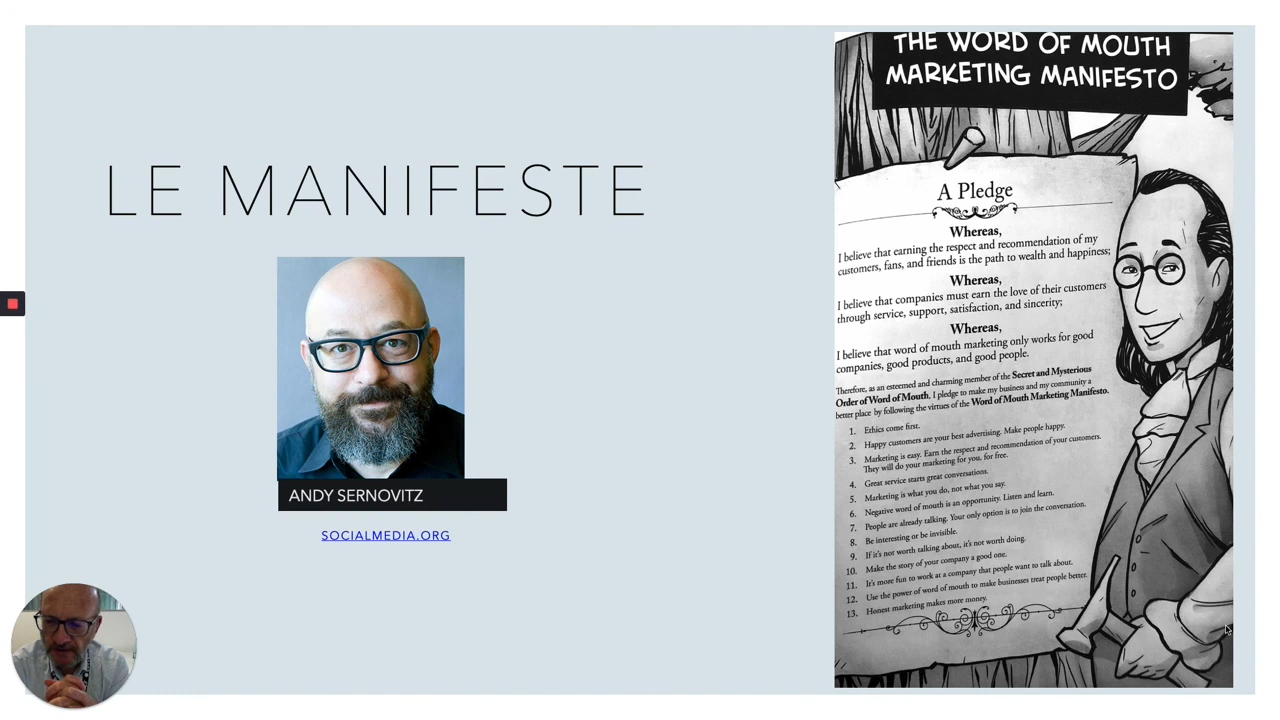 LE MANIFESTE
ANDY SERNOVITZ
SOCIALMEDIA.ORG
THE WORD OF MOUTH
MARKETING MANIFESTO
A Pledge
Whereas,
I believe that earning the respect and recommendation of my
customers, fans, and friends is the path to wealth and happiness;
Whereas,
I believe that companies must earn the love of their customers
through service, support, satisfaction, and sincerity;
Whereas,
I believe that word of mouth marketing only works for good
companies, good products, and good people.
Therefore, as an esteemed and charming member of the Secret and Mysterious
Order of Word of Mouth, I pledge to make my business and my community a
better place by following the virtues of the Word of Mouth Marketing Manifesto.
1. Ethics come first.
2. Happy customers are your best advertising. Make people happy.
3. Marketing is easy. Earn the respect and recommendation of your customers.
They will do your marketing for you, for free.
4. Great service starts great conversations.
5. Marketing is what you do, not what you say.
6. Negative word of mouth is an opportunity. Listen and learn.
7. People are already talking. Your only option is to join the conversation.
8. Be interesting or be invisible.
9. If it's not worth talking about, it's not worth doing.
10. Make the story of your company a good one.
11. It's more fun to work at a company that people want to talk about.
12. Use the power of word of mouth to make businesses treat people better.
13. Honest marketing makes more money.